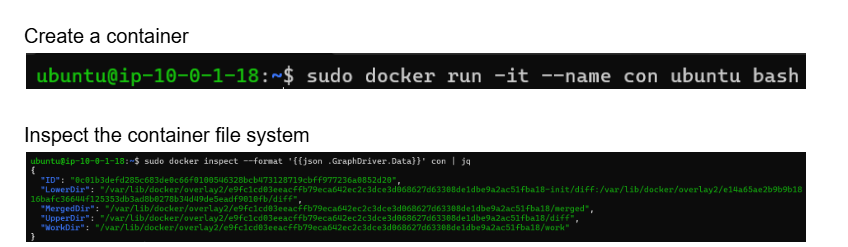 Create a container
ubuntu@ip-10-0-1-18:~$ sudo docker run -it --name con ubuntu bash
Inspect the container file system
ubuntu@ip-10-0-1-18:~$ sudo docker inspect --format '{{json .GraphDriver.Data}}' con | jq
{
"ID": "0c01b3defd285c683de0c66f0100546328bcb473128719cbff977236a0852d20",
"LowerDir": "/var/lib/docker/overlay2/e9fc1cd03eeacffb79eca642ec2c3dce3d068627d63308de1dbe9a2ac51fba18-init/diff:/var/lib/docker/overlay2/e14a65ae2b9b9b18
16bafc36644f125353db3ad8b0278b34d49de5eadf9010fb/diff",
"MergedDir": "/var/lib/docker/overlay2/e9fc1cd03eeacffb79eca642ec2c3dce3d068627d63308de1dbe9a2ac51fba18/merged",
"UpperDir": "/var/lib/docker/overlay2/e9fc1cd03eeacffb79eca642ec2c3dce3d068627d63308de1dbe9a2ac51fba18/diff",
"WorkDir": "/var/lib/docker/overlay2/e9fc1cd03eeacffb79eca642ec2c3dce3d068627d63308de1dbe9a2ac51fba18/work"
}